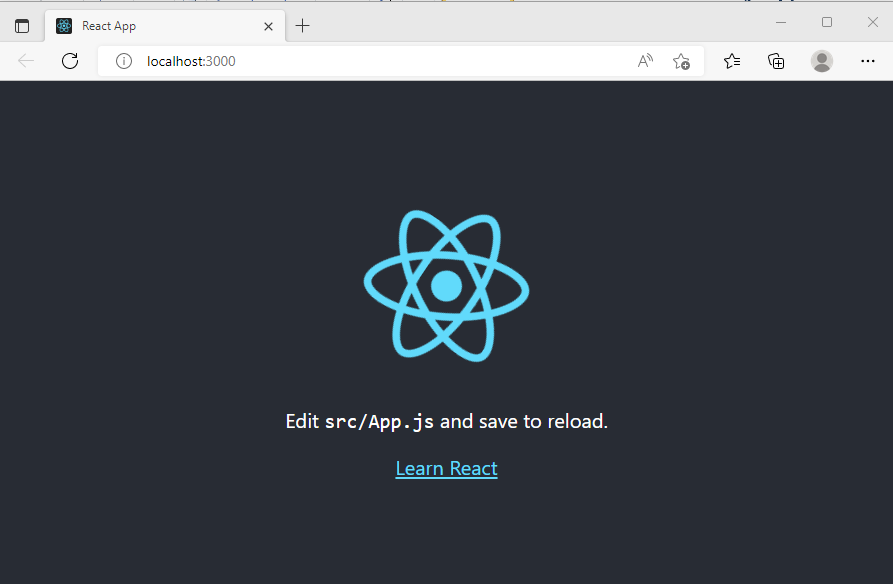 React App
localhost:3000
Edit src/App.js and save to reload.
Learn React